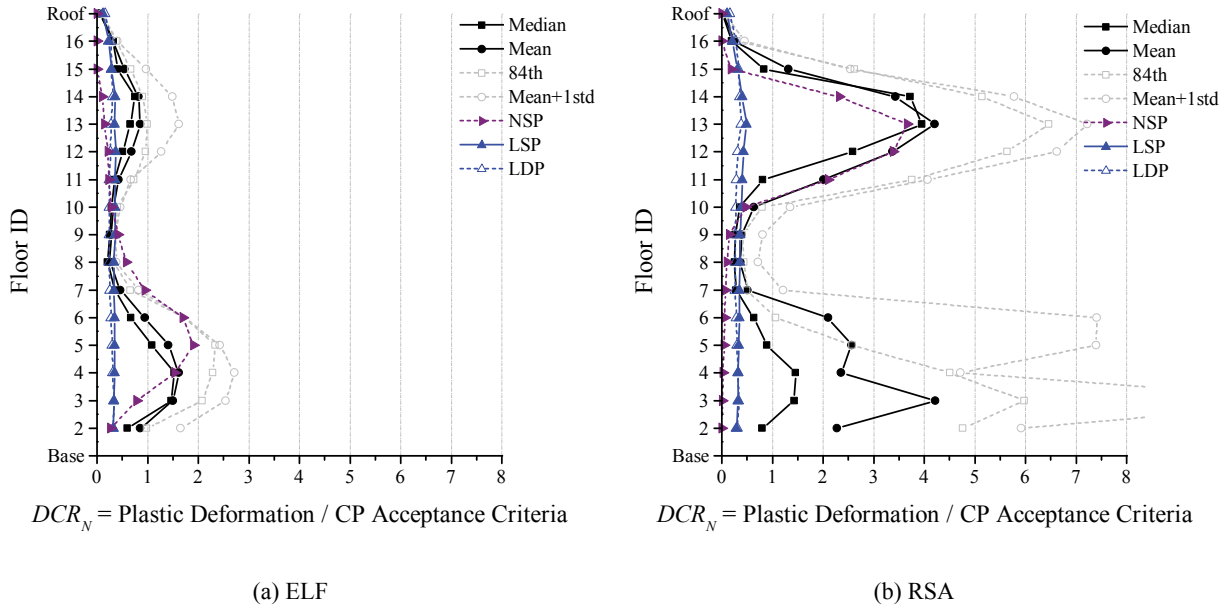 Roof
16
15
14
13
12
11
10
9
8
7
6
5
4
3
2
Base
Floor ID
0 1 2 3 4 5 6 7 8
DCR_N = Plastic Deformation / CP Acceptance Criteria
Median
Mean
84th
Mean+1std
NSP
LSP
LDP
(a) ELF
Roof
16
15
14
13
12
11
10
9
8
7
6
5
4
3
2
Base
Floor ID
0 1 2 3 4 5 6 7 8
DCR_N = Plastic Deformation / CP Acceptance Criteria
Median
Mean
84th
Mean+1std
NSP
LSP
LDP
(b) RSA